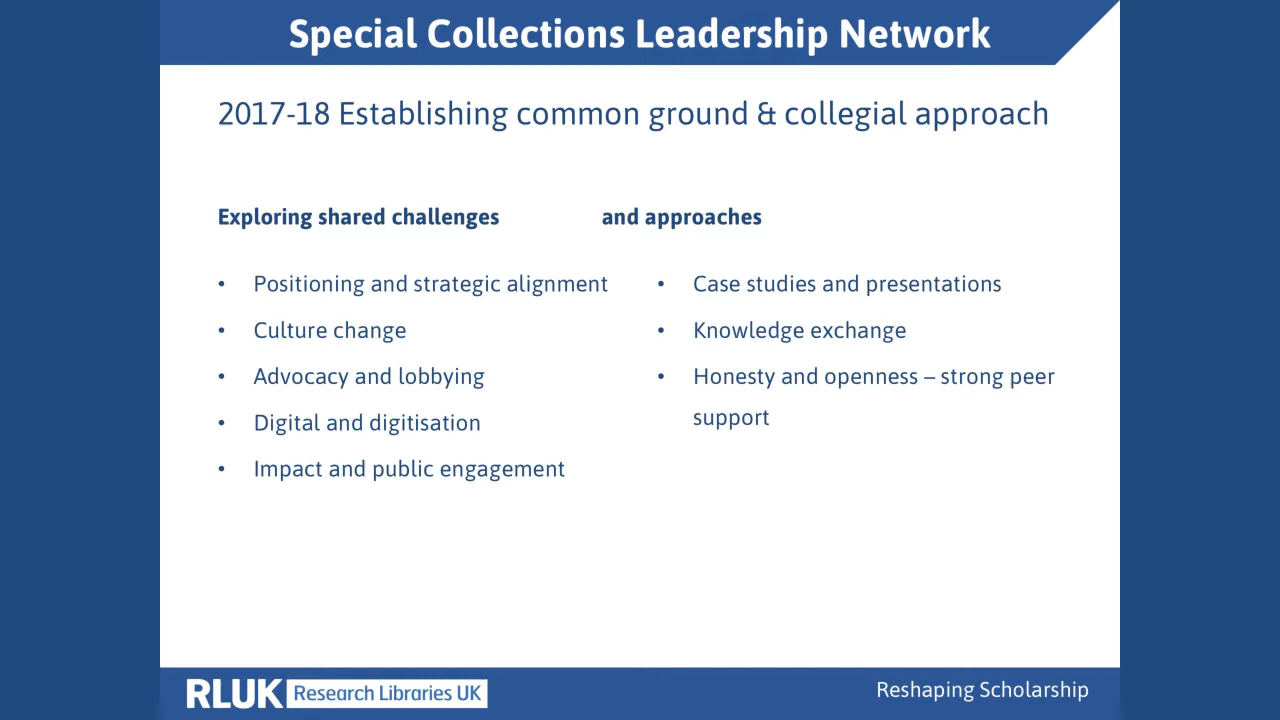 Special Collections Leadership Network
2017-18 Establishing common ground & collegial approach
Exploring shared challenges and approaches
• Positioning and strategic alignment
• Culture change
• Advocacy and lobbying
• Digital and digitisation
• Impact and public engagement
• Case studies and presentations
• Knowledge exchange
• Honesty and openness – strong peer
support
RLUK Research Libraries UK
Reshaping Scholarship